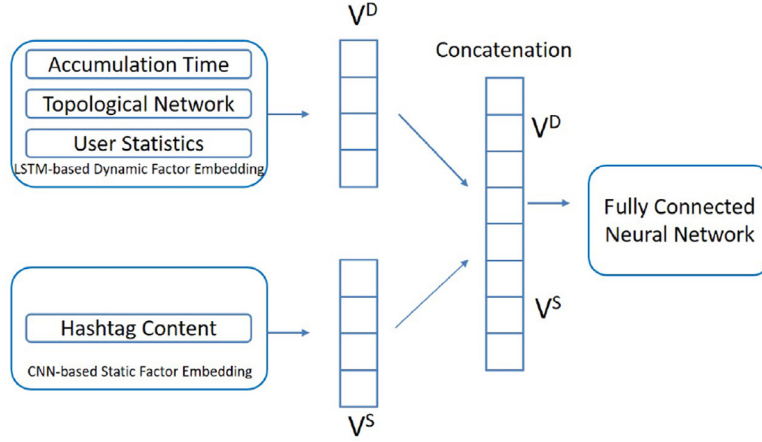 V^D
Accumulation Time
Topological Network
User Statistics
LSTM-based Dynamic Factor Embedding
Concatenation
V^D
Fully Connected
Neural Network
V^S
Hashtag Content
CNN-based Static Factor Embedding
V^S